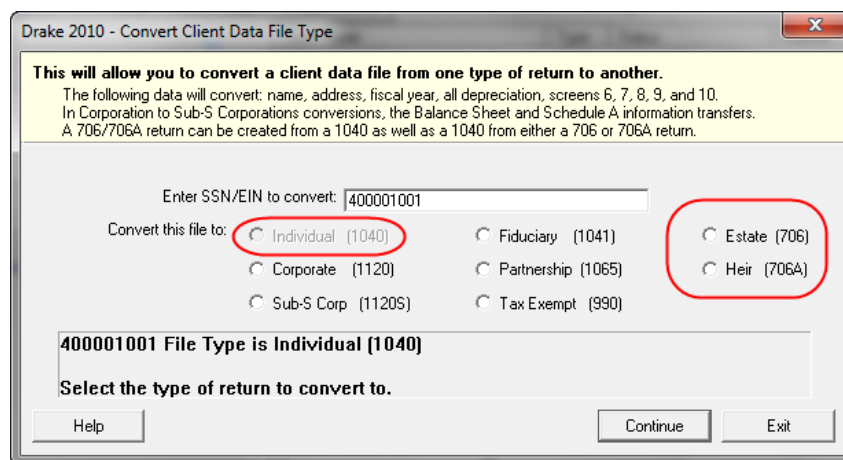 Drake 2010 - Convert Client Data File Type
This will allow you to convert a client data file from one type of return to another.
The following data will convert: name, address, fiscal year, all depreciation, screens 6, 7, 8, 9, and 10.
In Corporation to Sub-S Corporations conversions, the Balance Sheet and Schedule A information transfers.
A 706/706A return can be created from a 1040 as well as a 1040 from either a 706 or 706A return.
Enter SSN/EIN to convert: 400001001
Convert this file to: Individual (1040) Fiduciary (1041) Estate (706)
Corporate (1120) Partnership (1065) Heir (706A)
Sub-S Corp (1120S) Tax Exempt (990)
400001001 File Type is Individual (1040)
Select the type of return to convert to.
Help Continue Exit